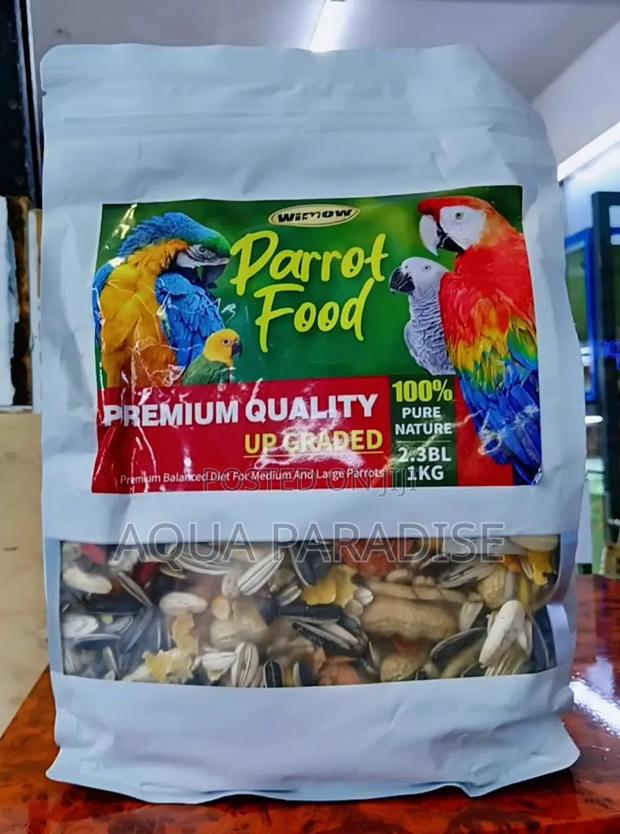 WIMOW
Parrot
Food
PREMIUM QUALITY
UP GRADED
100%
PURE
NATURE
2.3BL
1KG
Premium Balanced Diet For Medium And Large Parrots
POSTED ON JIJI
AQUA PARADISE